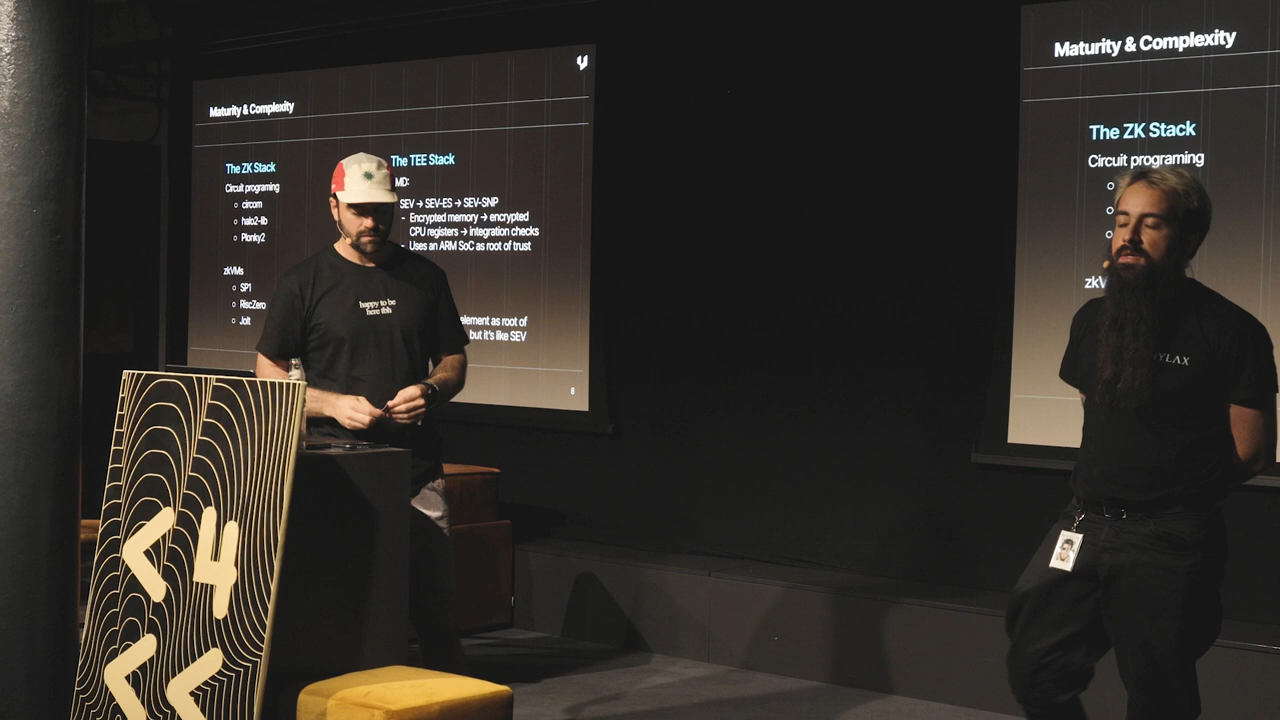 Maturity & Complexity
The ZK Stack
Circuit programing
circom
halo2-lib
Plonky2
zkVMs
SP1
RiscZero
Jolt
The TEE Stack
MD:
SEV → SEV-ES → SEV-SNP
- Encrypted memory → encrypted
CPU registers → integration checks
- Uses an ARM SoC as root of trust
element as root of
but it's like SEV
8
happy to be
here tbh
Maturity & Complexity
The ZK Stack
Circuit programing
zkV
YLAX